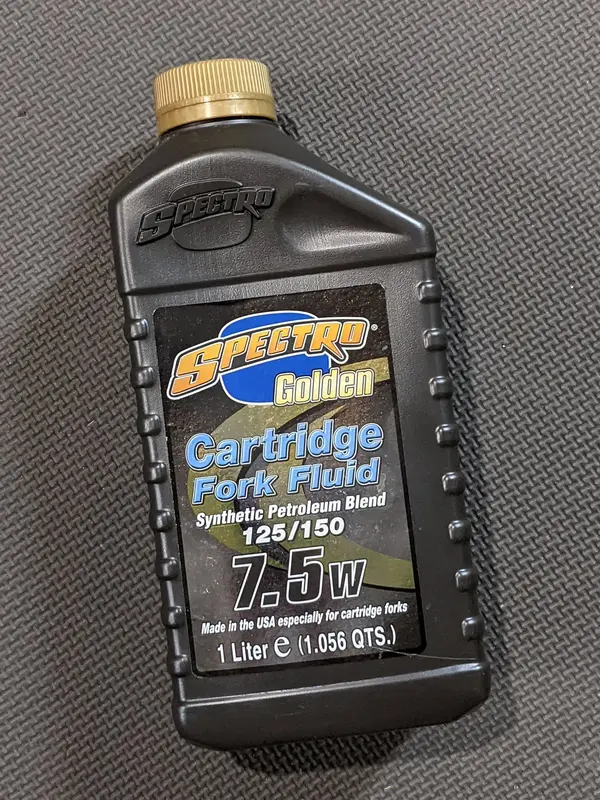 SPECTRO
SPECTRO®
Golden
Cartridge
Fork Fluid
Synthetic Petroleum Blend
125/150
7.5W
Made in the USA especially for cartridge forks
1 Liter ℮ (1.056 QTS.)